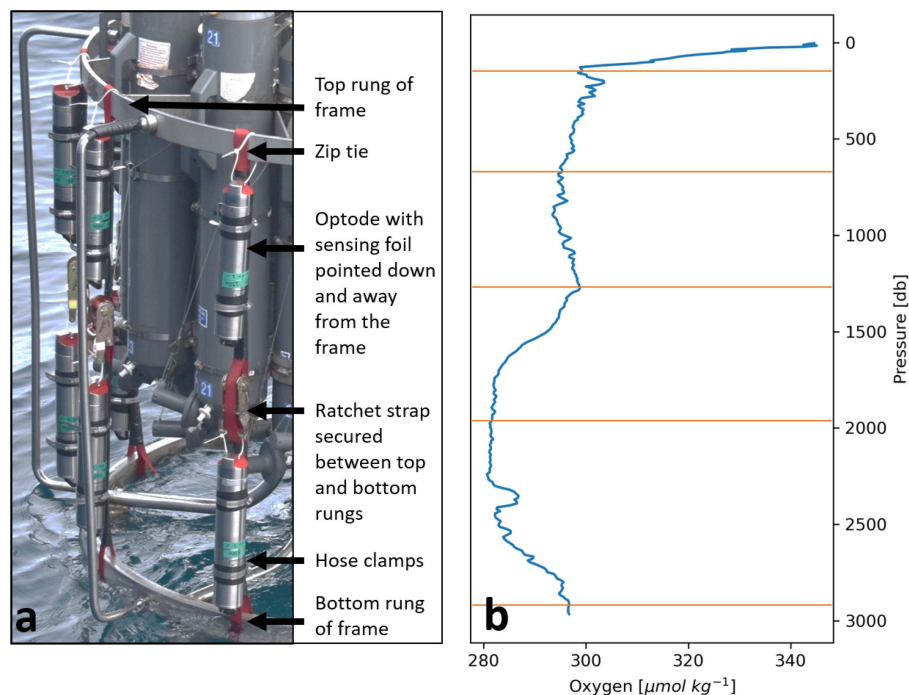 21
Top rung of
frame
Zip tie
Optode with
sensing foil
pointed down
and away
from the
frame
21
Ratchet strap
secured
between top
and bottom
rungs
Hose clamps
Bottom rung
of frame
a
0
500
1000
1500
2000
2500
3000
Pressure [db]
b
280
300
320
340
Oxygen [μmol kg⁻¹]